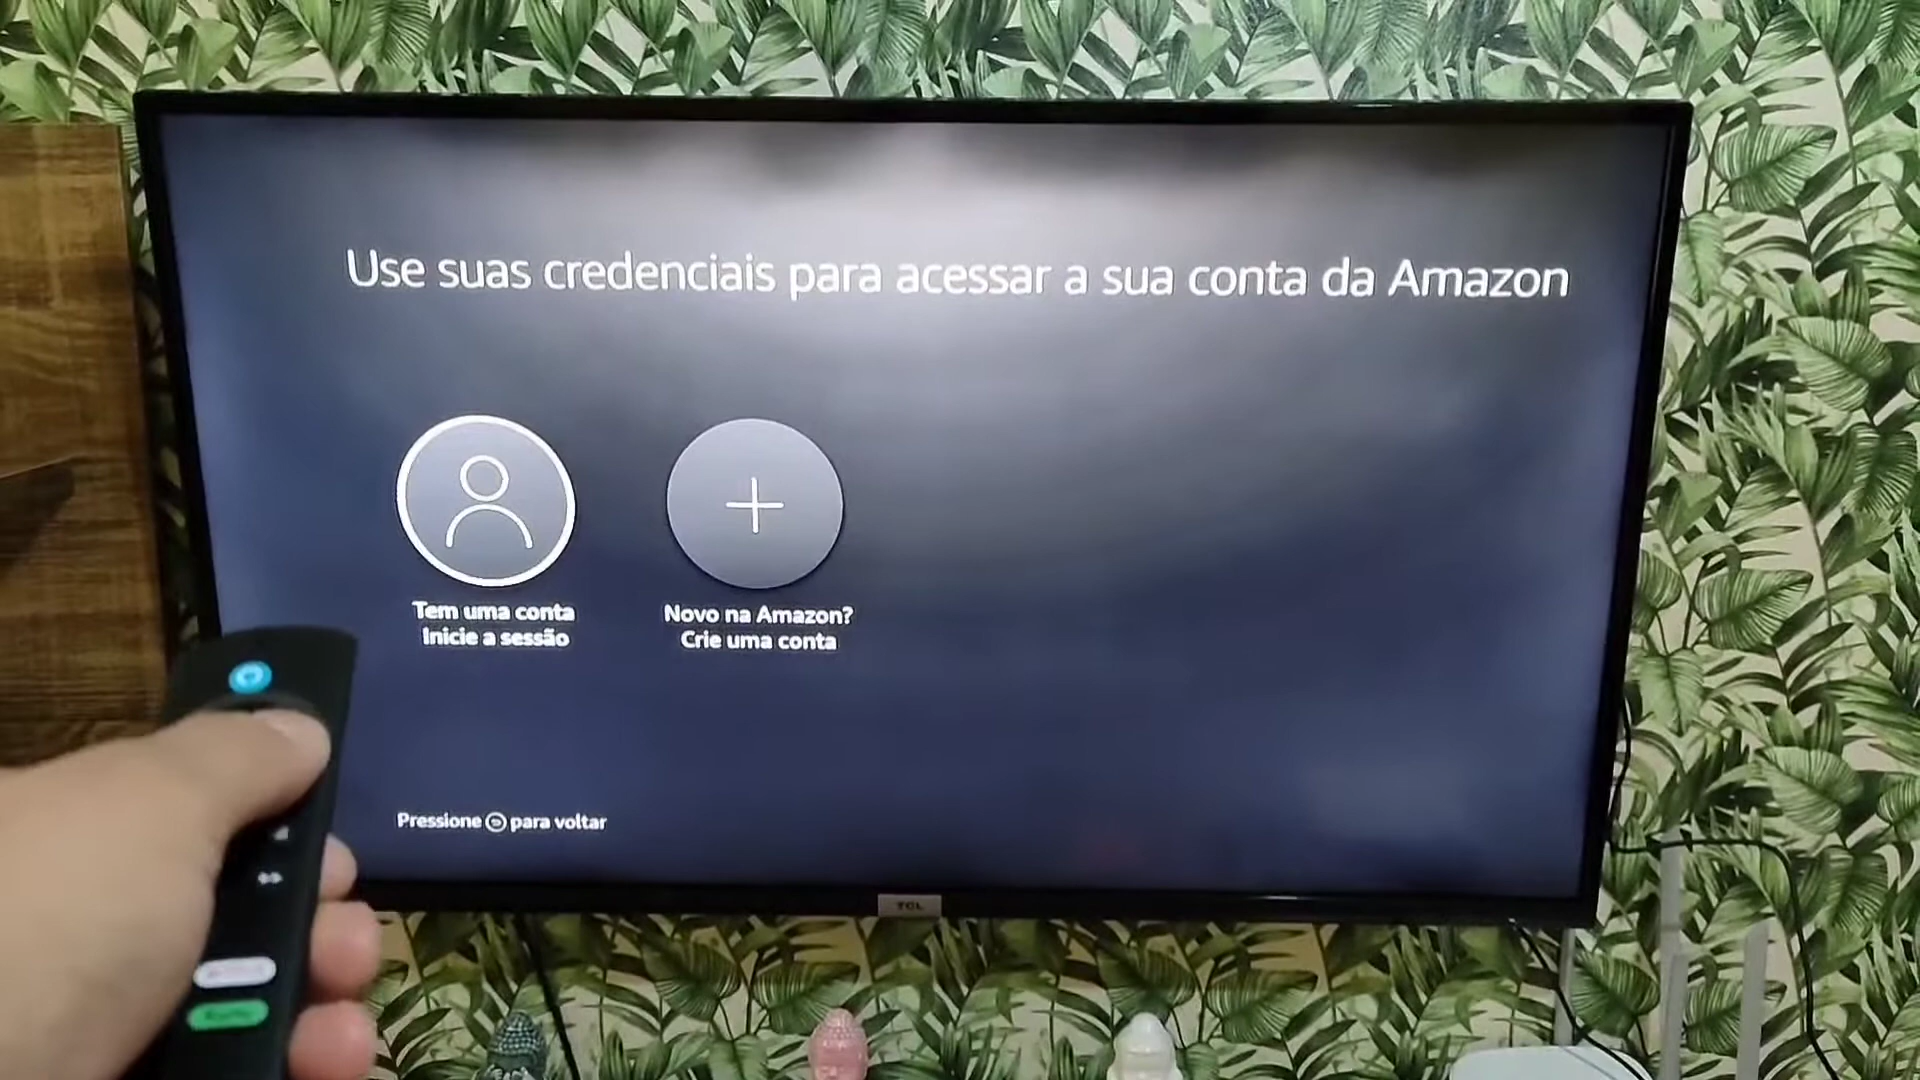 Use suas credenciais para acessar a sua conta da Amazon
Tem uma conta
Inicie a sessão
Novo na Amazon?
Crie uma conta
Pressione para voltar
TCL